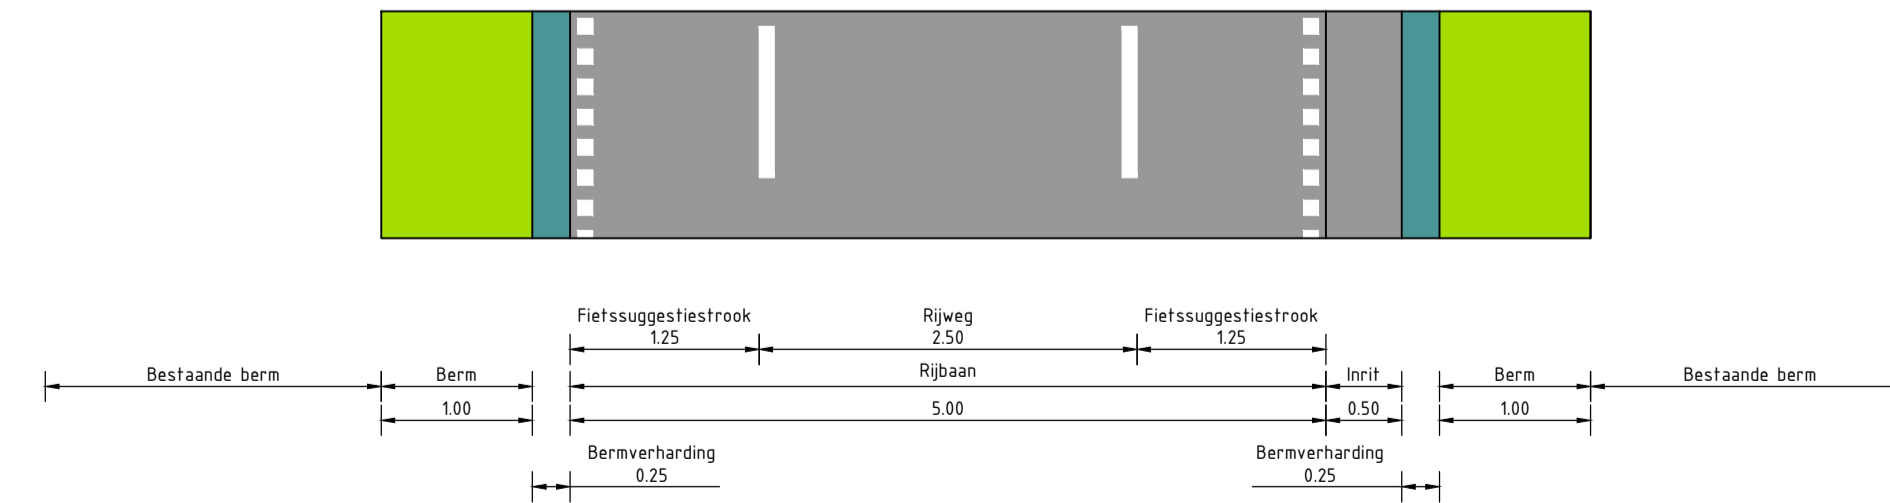 Fietssuggestiestrook Rijweg Fietssuggestiestrook
1.25 2.50 1.25
Bestaande berm Berm Rijbaan Inrit Berm Bestaande berm
1.00 5.00 0.50 1.00
Bermverharding Bermverharding
0.25 0.25